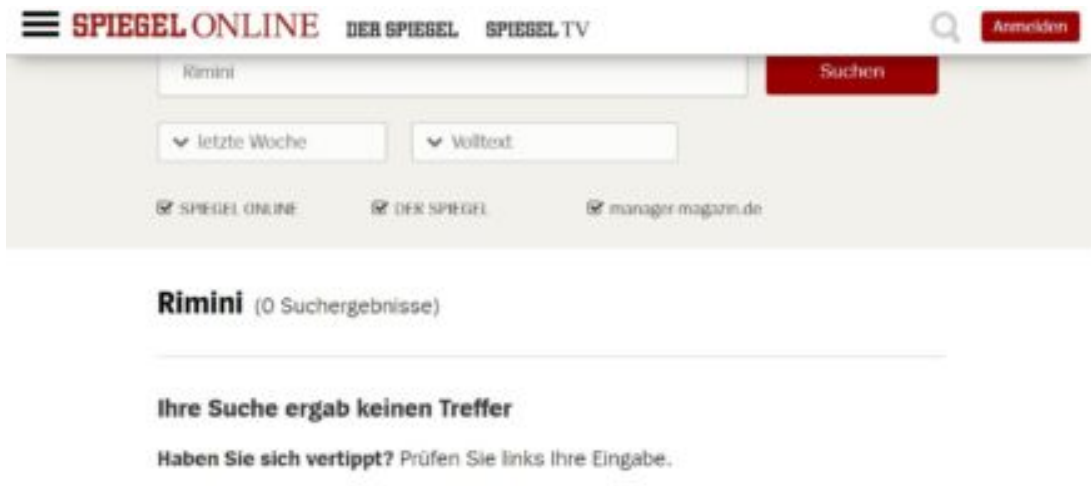 SPIEGEL ONLINE DER SPIEGEL SPIEGEL TV Anmelden
Rimini Suchen
letzte Woche Volltext
SPIEGEL ONLINE DER SPIEGEL manager-magazin.de
Rimini (0 Suchergebnisse)
Ihre Suche ergab keinen Treffer
Haben Sie sich vertippt? Prüfen Sie links Ihre Eingabe.